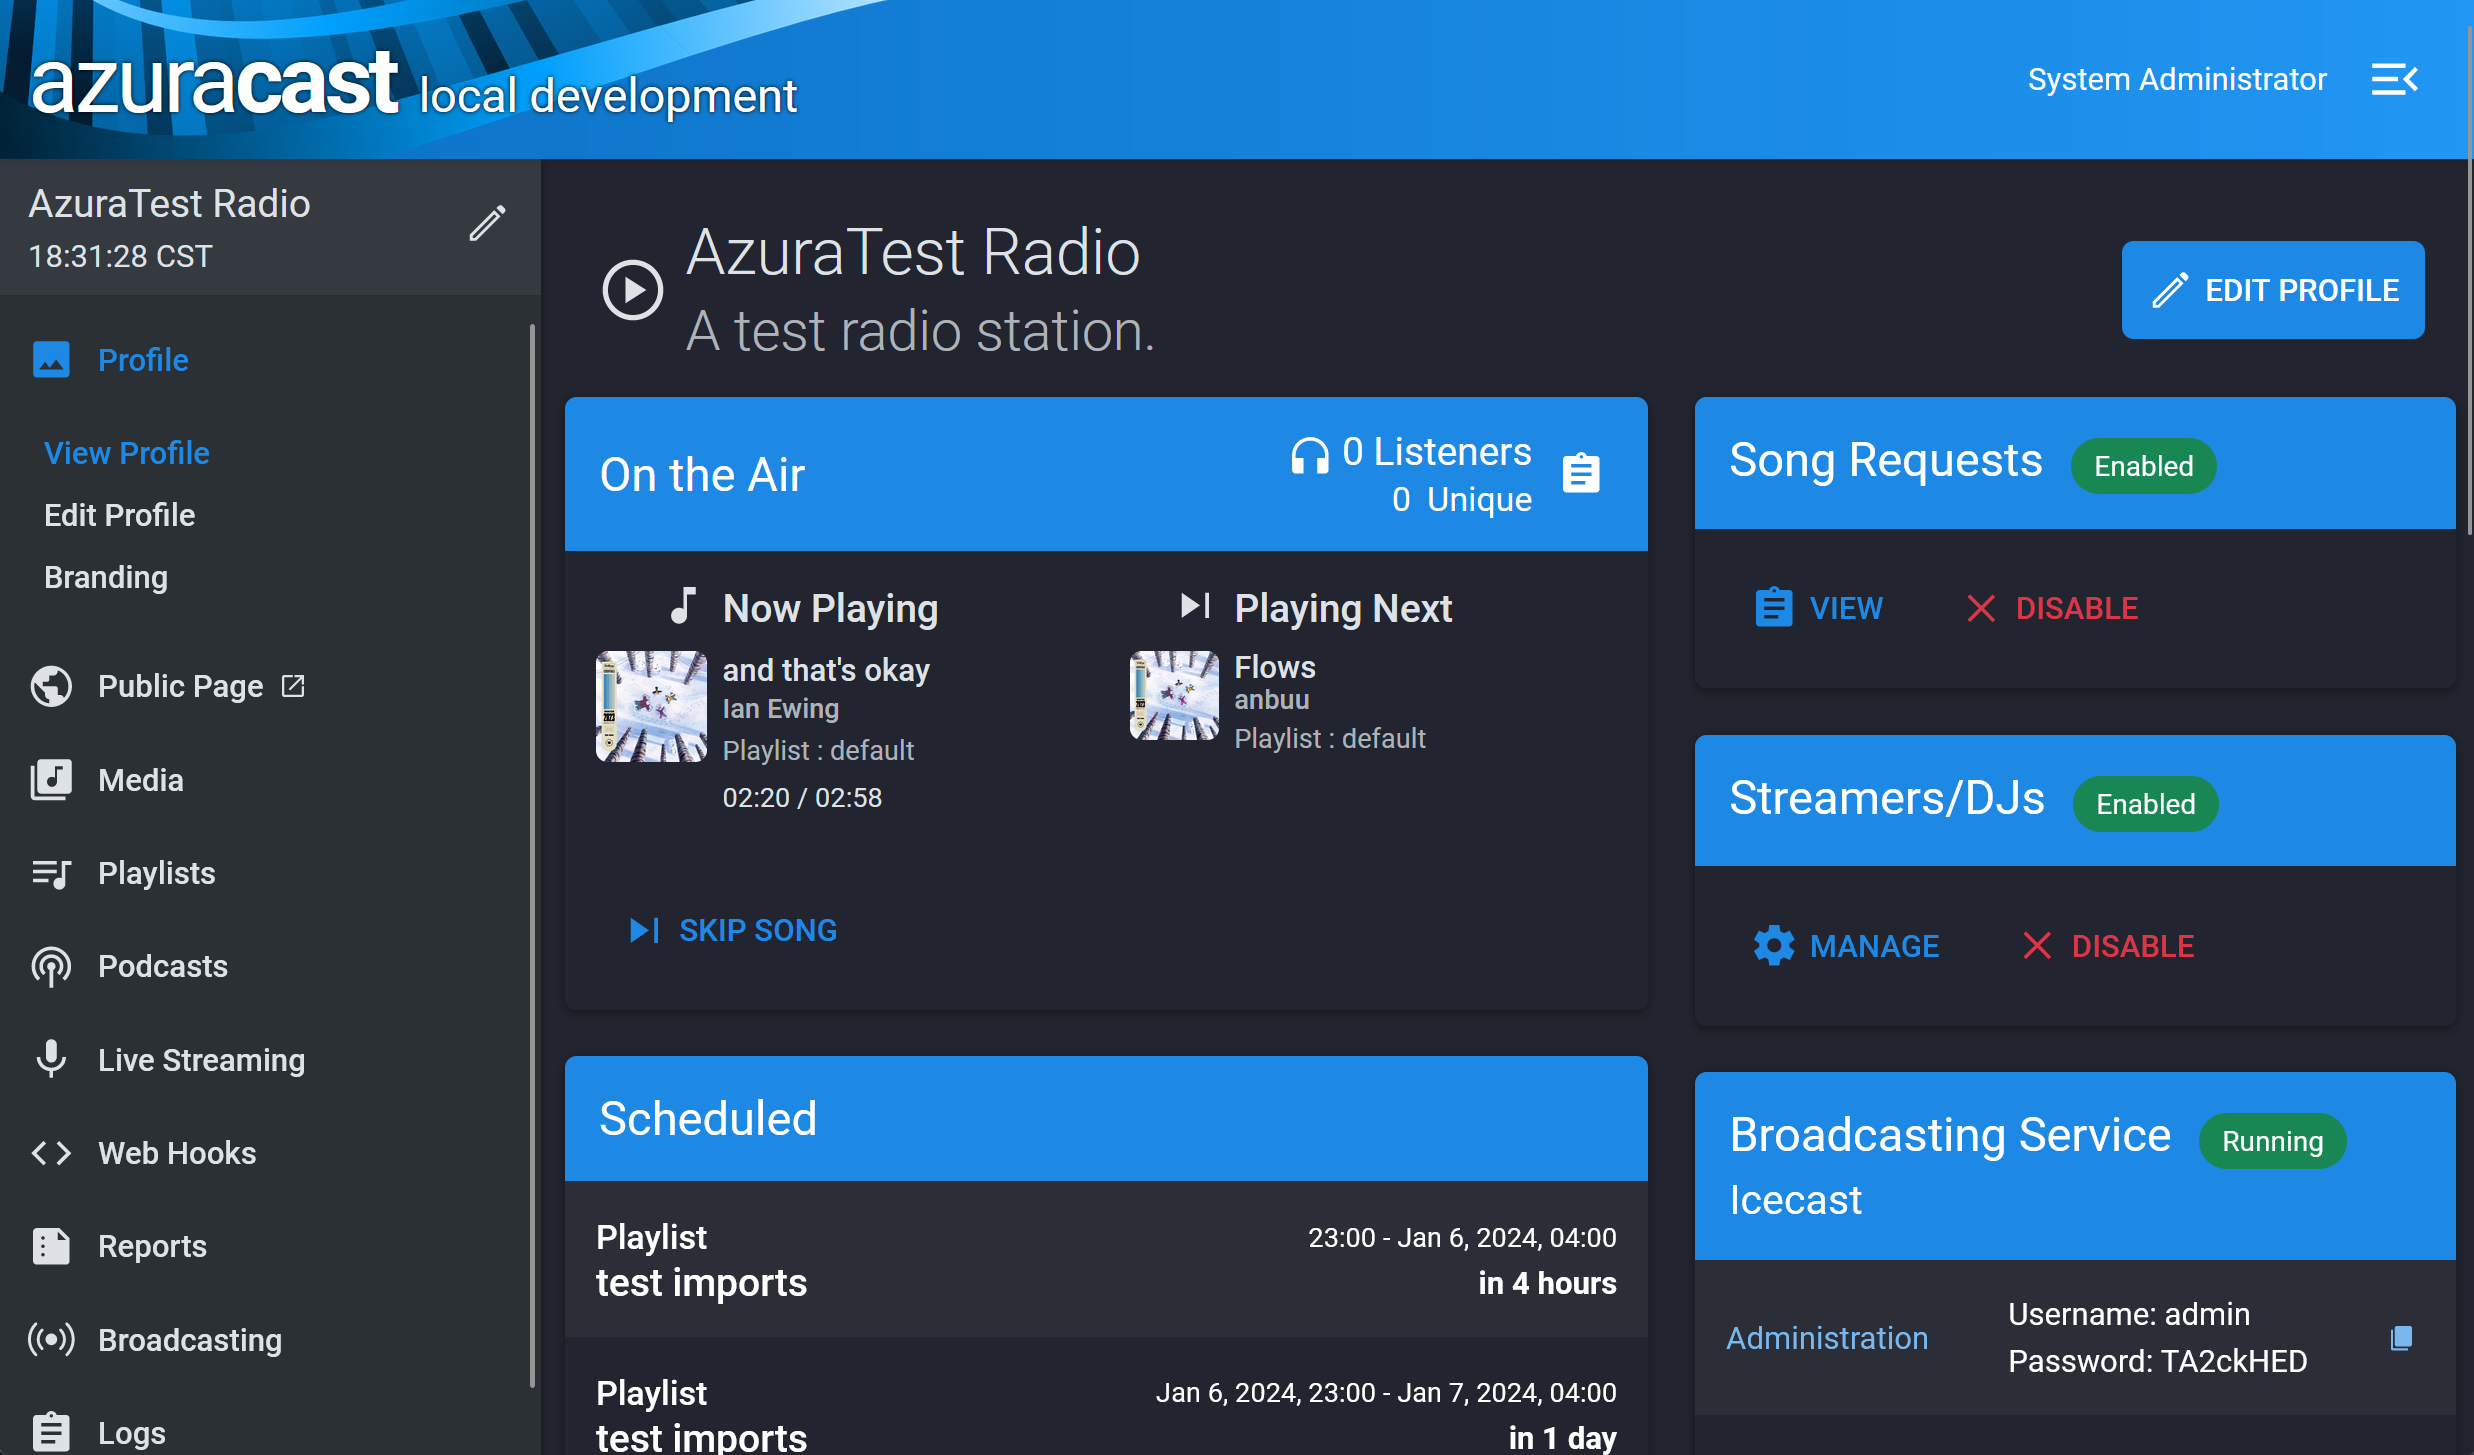 azuracast local development
System Administrator
AzuraTest Radio
18:31:28 CST
Profile
View Profile
Edit Profile
Branding
Public Page
Media
Playlists
Podcasts
Live Streaming
Web Hooks
Reports
Broadcasting
Logs
AzuraTest Radio
A test radio station.
EDIT PROFILE
On the Air
0 Listeners
0 Unique
Now Playing
and that's okay
Ian Ewing
Playlist : default
02:20 / 02:58
Playing Next
Flows
anbuu
Playlist : default
SKIP SONG
Scheduled
Playlist
test imports
23:00 - Jan 6, 2024, 04:00
in 4 hours
Playlist
test imports
Jan 6, 2024, 23:00 - Jan 7, 2024, 04:00
in 1 day
Song Requests Enabled
VIEW DISABLE
Streamers/DJs Enabled
MANAGE DISABLE
Broadcasting Service Running
Icecast
Administration
Username: admin
Password: TA2ckHED